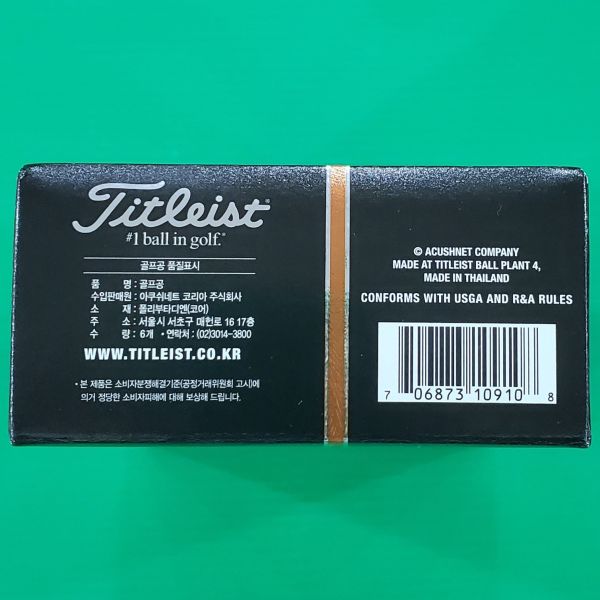 Titleist®
#1 ball in golf.®
골프공 품질표시
품 명 : 골프공
수입판매원 : 아쿠쉬네트 코리아 주식회사
소 재 : 폴리부타디엔(코어)
주 소 : 서울시 서초구 매헌로 16 17층
수 량 : 6개 • 연락처 : (02)3014-3800
WWW.TITLEIST.CO.KR
• 본 제품은 소비자분쟁해결기준(공정거래위원회 고시)에
의거 정당한 소비자피해에 대해 보상해 드립니다.
© ACUSHNET COMPANY
MADE AT TITLEIST BALL PLANT 4,
MADE IN THAILAND
CONFORMS WITH USGA AND R&A RULES
7 06873 10910 8